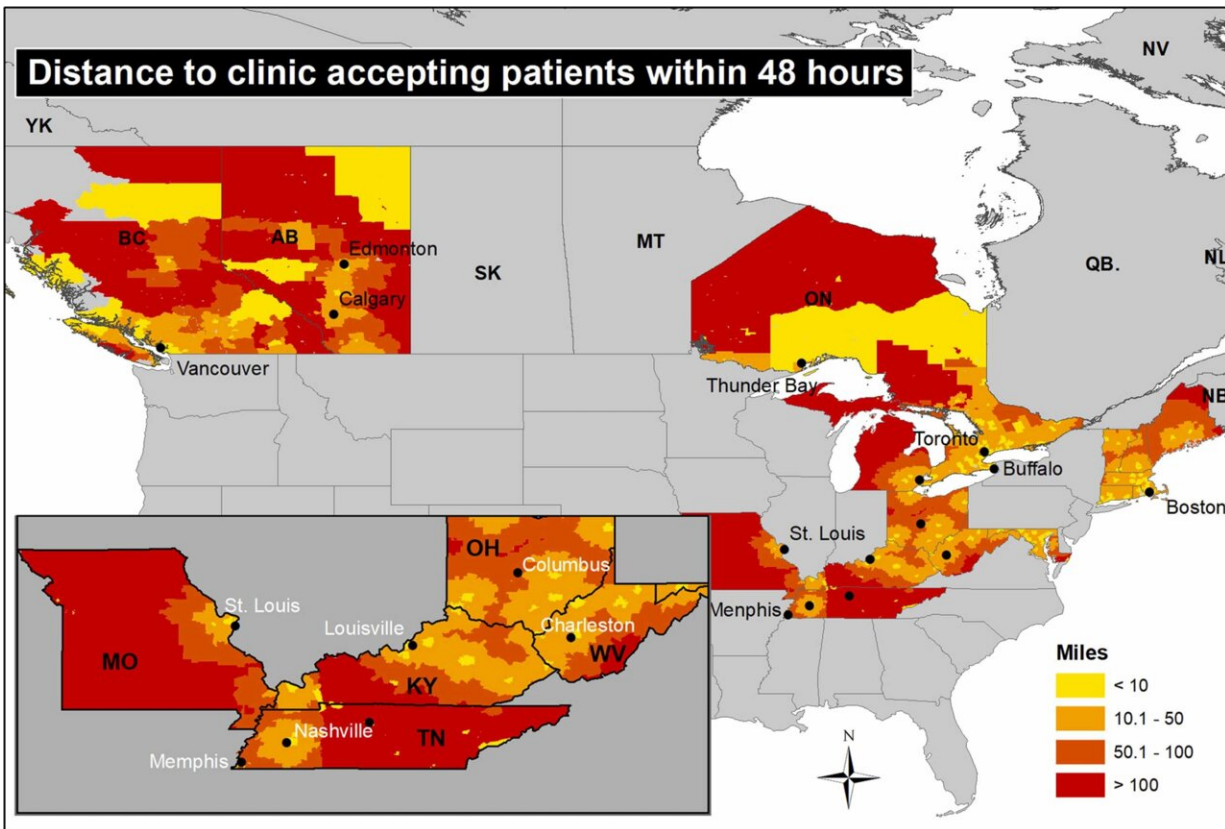 Distance to clinic accepting patients within 48 hours
NV
YK
BC
AB
Edmonton
MT
ON
QB.
NL
SK
Calgary
Vancouver
Thunder Bay
NB
Toronto
Buffalo
Boston
St. Louis
Menphis
OH
Columbus
St. Louis
Louisville
Charleston
MO
WV
KY
Nashville
TN
Memphis
N
Miles
< 10
10.1 - 50
50.1 - 100
> 100